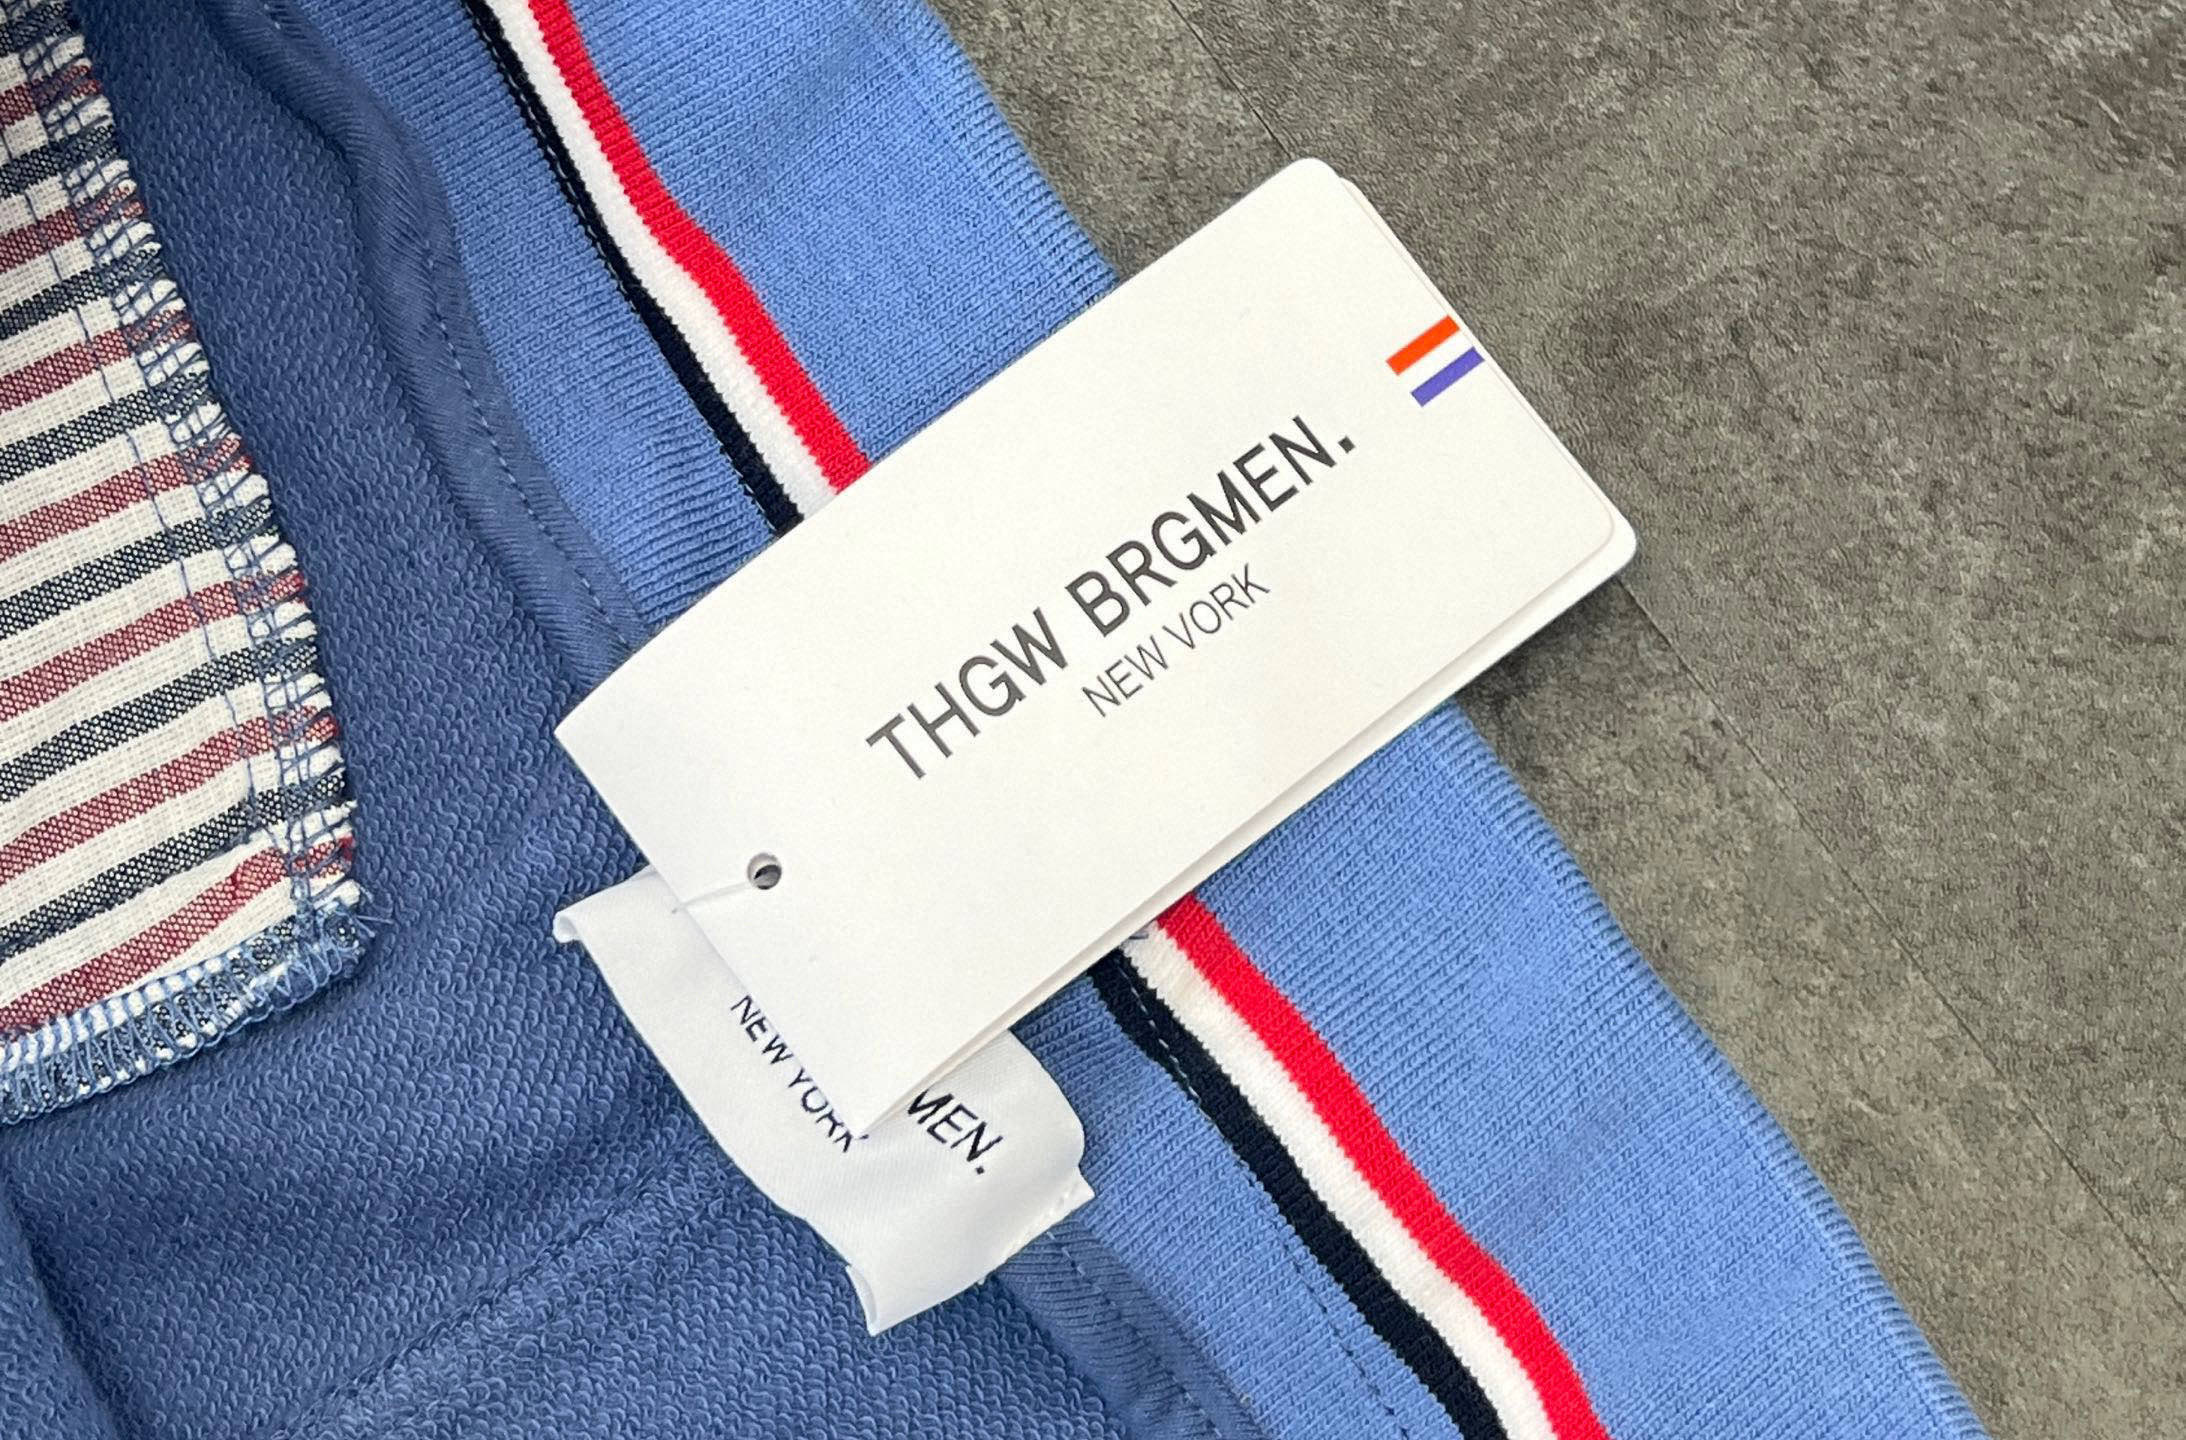 THGW BRGMEN.
NEW VORK
MEN.
NEW YORK